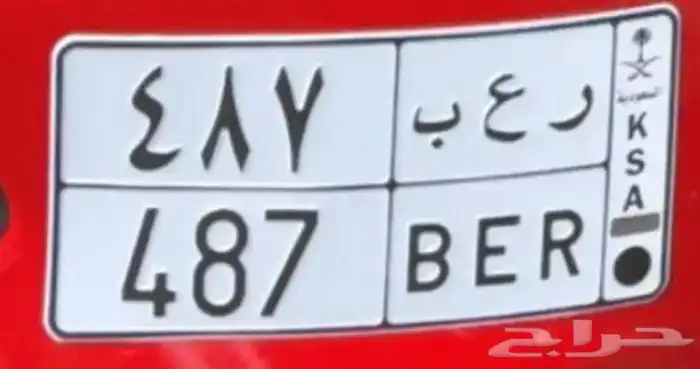 ٤٨٧ ر ع ب
487 BER
السعودية
K
S
A
حراج